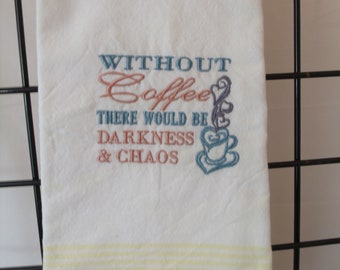 WITHOUT
Coffee
THERE WOULD BE
DARKNESS
& CHAOS